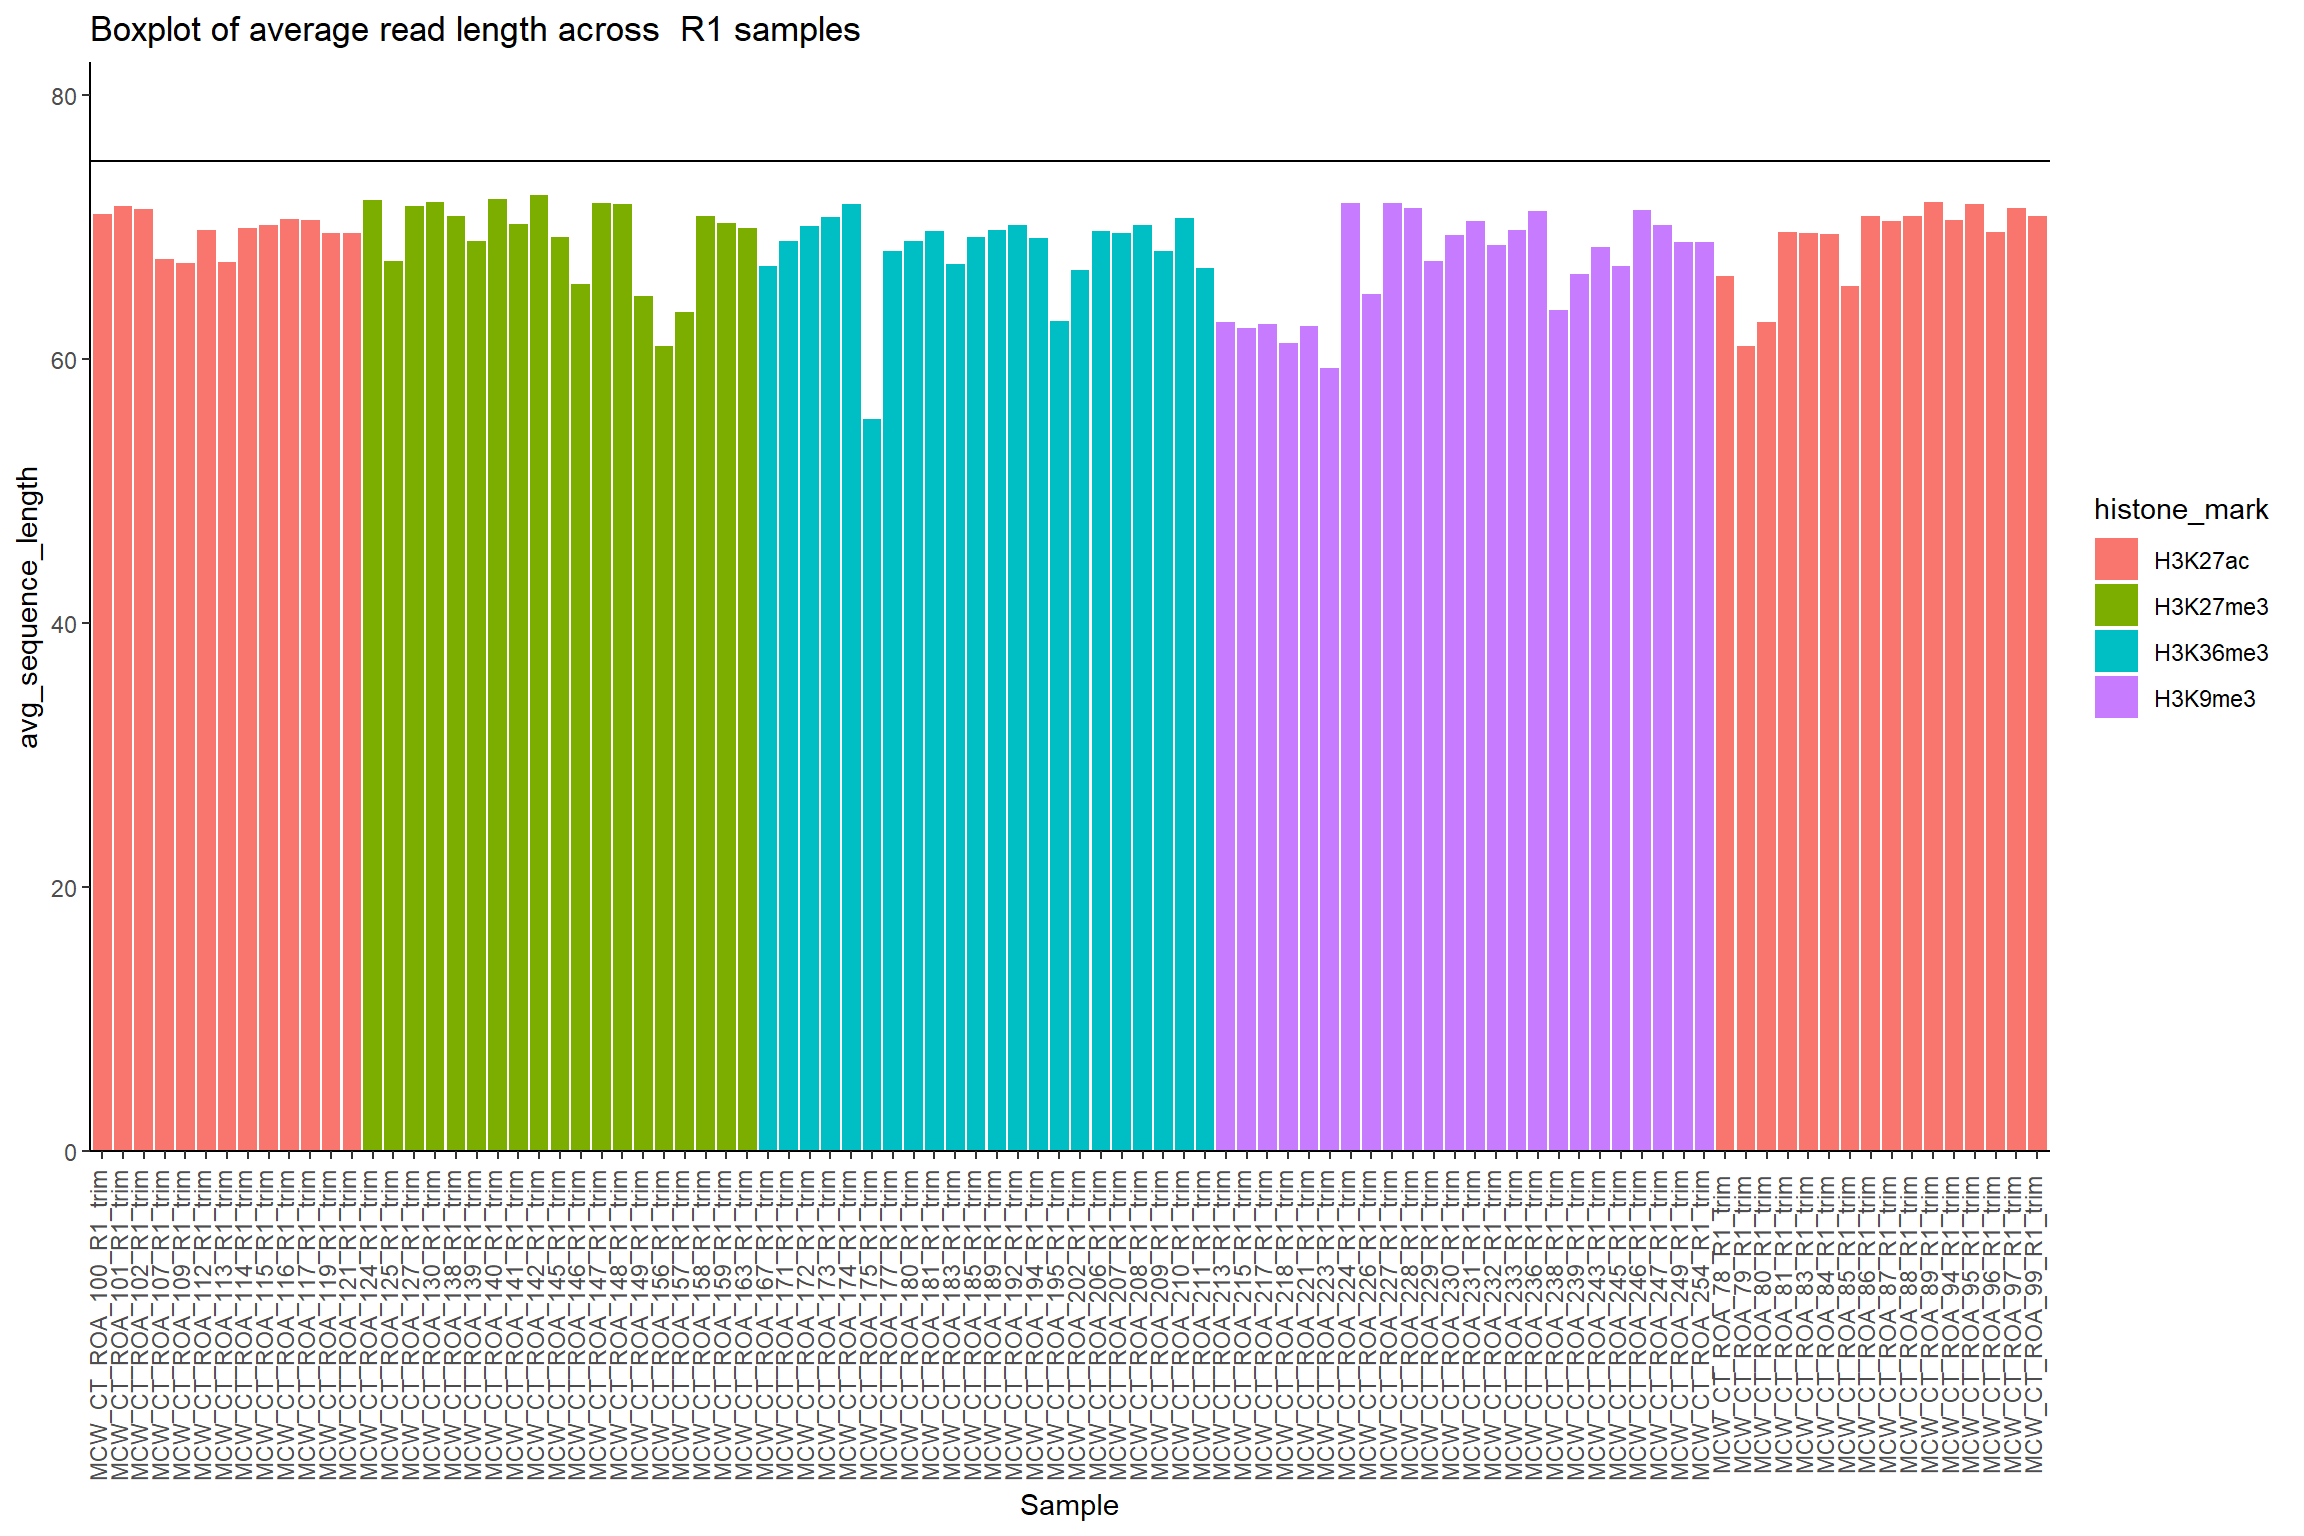 Boxplot of average read length across  R1 samples
80
60
40
20
0
avg_sequence_length
MCW_CT_ROA_100_R1_trim
MCW_CT_ROA_101_R1_trim
MCW_CT_ROA_102_R1_trim
MCW_CT_ROA_107_R1_trim
MCW_CT_ROA_109_R1_trim
MCW_CT_ROA_112_R1_trim
MCW_CT_ROA_113_R1_trim
MCW_CT_ROA_114_R1_trim
MCW_CT_ROA_115_R1_trim
MCW_CT_ROA_116_R1_trim
MCW_CT_ROA_117_R1_trim
MCW_CT_ROA_119_R1_trim
MCW_CT_ROA_121_R1_trim
MCW_CT_ROA_124_R1_trim
MCW_CT_ROA_125_R1_trim
MCW_CT_ROA_127_R1_trim
MCW_CT_ROA_130_R1_trim
MCW_CT_ROA_138_R1_trim
MCW_CT_ROA_139_R1_trim
MCW_CT_ROA_140_R1_trim
MCW_CT_ROA_141_R1_trim
MCW_CT_ROA_142_R1_trim
MCW_CT_ROA_145_R1_trim
MCW_CT_ROA_146_R1_trim
MCW_CT_ROA_147_R1_trim
MCW_CT_ROA_148_R1_trim
MCW_CT_ROA_149_R1_trim
MCW_CT_ROA_156_R1_trim
MCW_CT_ROA_157_R1_trim
MCW_CT_ROA_158_R1_trim
MCW_CT_ROA_159_R1_trim
MCW_CT_ROA_163_R1_trim
MCW_CT_ROA_167_R1_trim
MCW_CT_ROA_171_R1_trim
MCW_CT_ROA_172_R1_trim
MCW_CT_ROA_173_R1_trim
MCW_CT_ROA_174_R1_trim
MCW_CT_ROA_175_R1_trim
MCW_CT_ROA_177_R1_trim
MCW_CT_ROA_180_R1_trim
MCW_CT_ROA_181_R1_trim
MCW_CT_ROA_183_R1_trim
MCW_CT_ROA_185_R1_trim
MCW_CT_ROA_189_R1_trim
MCW_CT_ROA_192_R1_trim
MCW_CT_ROA_194_R1_trim
MCW_CT_ROA_195_R1_trim
MCW_CT_ROA_202_R1_trim
MCW_CT_ROA_206_R1_trim
MCW_CT_ROA_207_R1_trim
MCW_CT_ROA_208_R1_trim
MCW_CT_ROA_209_R1_trim
MCW_CT_ROA_210_R1_trim
MCW_CT_ROA_211_R1_trim
MCW_CT_ROA_213_R1_trim
MCW_CT_ROA_215_R1_trim
MCW_CT_ROA_217_R1_trim
MCW_CT_ROA_218_R1_trim
MCW_CT_ROA_221_R1_trim
MCW_CT_ROA_223_R1_trim
MCW_CT_ROA_224_R1_trim
MCW_CT_ROA_226_R1_trim
MCW_CT_ROA_227_R1_trim
MCW_CT_ROA_228_R1_trim
MCW_CT_ROA_229_R1_trim
MCW_CT_ROA_230_R1_trim
MCW_CT_ROA_231_R1_trim
MCW_CT_ROA_232_R1_trim
MCW_CT_ROA_233_R1_trim
MCW_CT_ROA_236_R1_trim
MCW_CT_ROA_238_R1_trim
MCW_CT_ROA_239_R1_trim
MCW_CT_ROA_243_R1_trim
MCW_CT_ROA_245_R1_trim
MCW_CT_ROA_246_R1_trim
MCW_CT_ROA_247_R1_trim
MCW_CT_ROA_249_R1_trim
MCW_CT_ROA_254_R1_trim
MCW_CT_ROA_78_R1_trim
MCW_CT_ROA_79_R1_trim
MCW_CT_ROA_80_R1_trim
MCW_CT_ROA_81_R1_trim
MCW_CT_ROA_83_R1_trim
MCW_CT_ROA_84_R1_trim
MCW_CT_ROA_85_R1_trim
MCW_CT_ROA_86_R1_trim
MCW_CT_ROA_87_R1_trim
MCW_CT_ROA_88_R1_trim
MCW_CT_ROA_89_R1_trim
MCW_CT_ROA_94_R1_trim
MCW_CT_ROA_95_R1_trim
MCW_CT_ROA_96_R1_trim
MCW_CT_ROA_97_R1_trim
MCW_CT_ROA_99_R1_trim
Sample
histone_mark
H3K27ac
H3K27me3
H3K36me3
H3K9me3